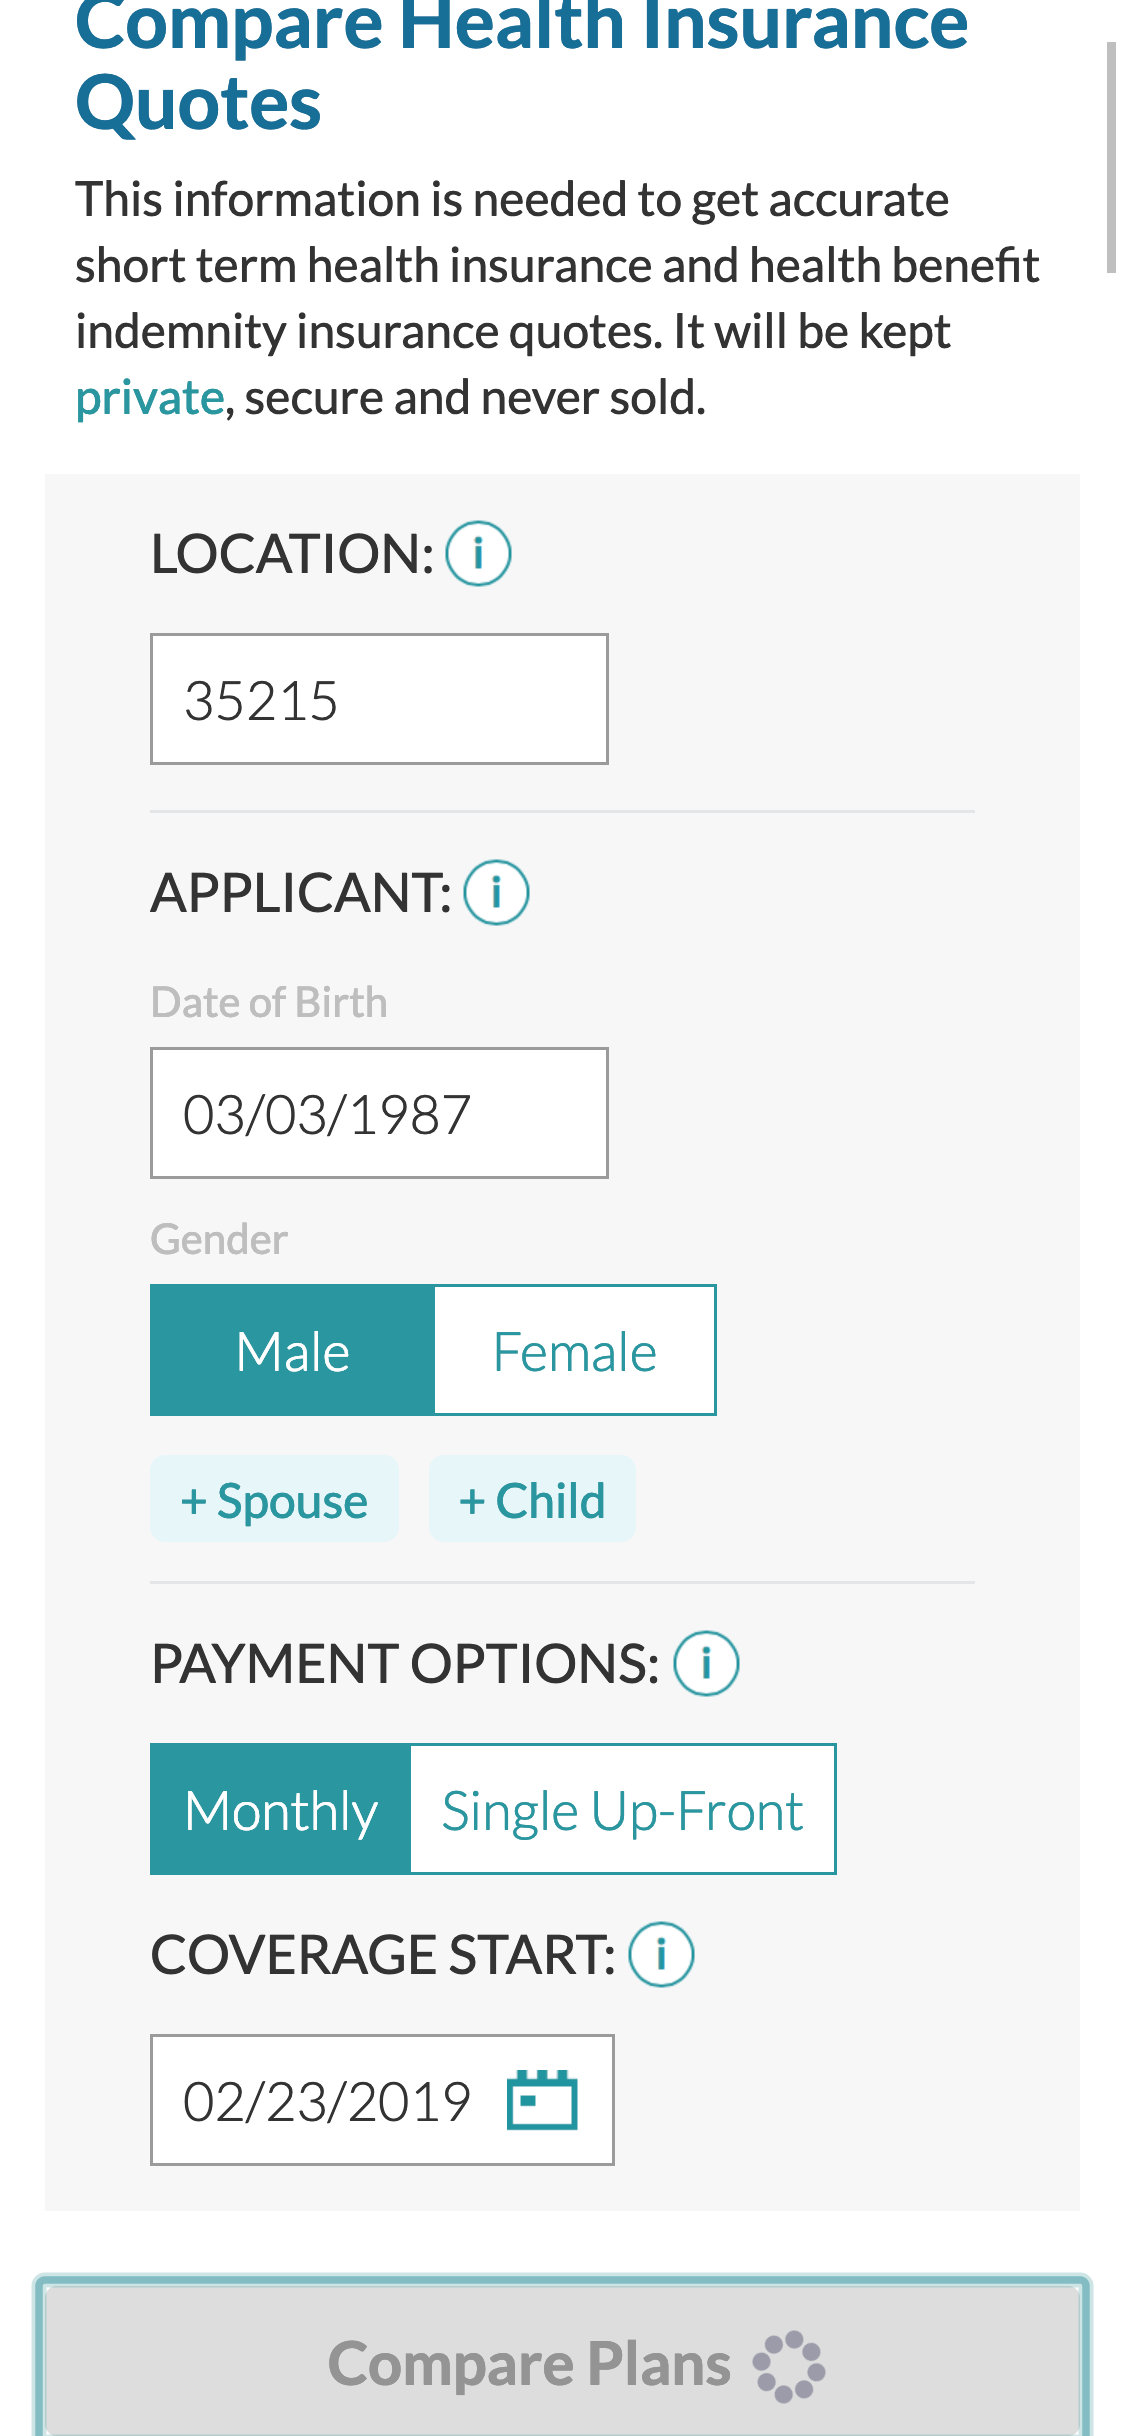 Compare Health Insurance
Quotes
This information is needed to get accurate
short term health insurance and health benefit
indemnity insurance quotes. It will be kept
private, secure and never sold.
LOCATION: i
35215
APPLICANT: i
Date of Birth
03/03/1987
Gender
Male Female
+ Spouse + Child
PAYMENT OPTIONS: i
Monthly Single Up-Front
COVERAGE START: i
02/23/2019
Compare Plans